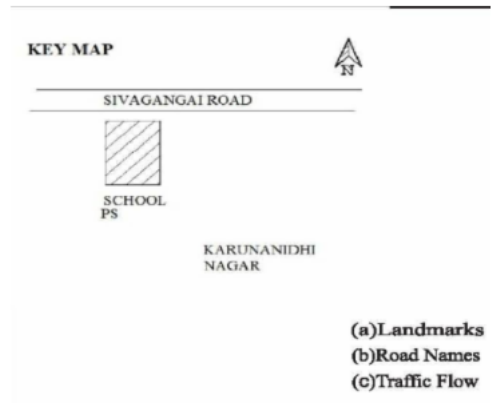 KEY MAP
N
SIVAGANGAI ROAD
SCHOOL
PS
KARUNANIDHI
NAGAR
(a)Landmarks
(b)Road Names
(c)Traffic Flow